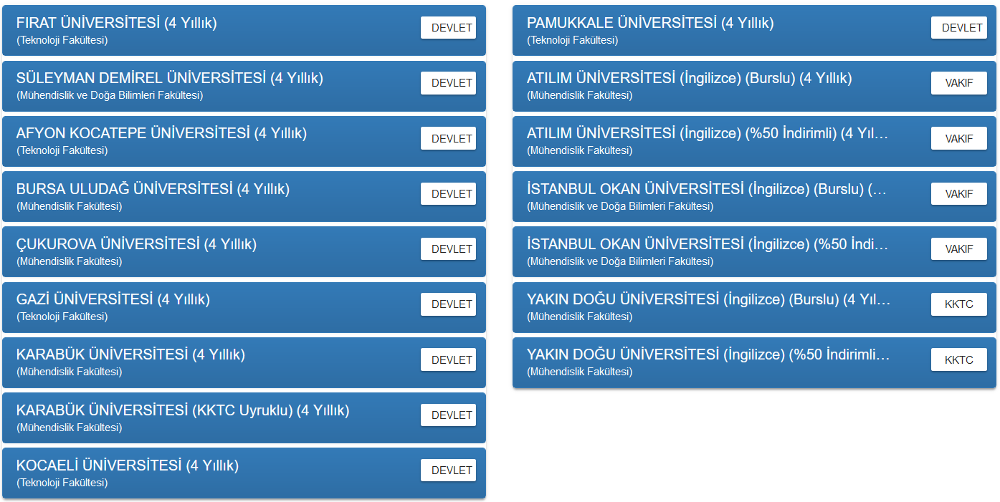 FIRAT ÜNİVERSİTESİ (4 Yıllık)
(Teknoloji Fakültesi)
DEVLET
SÜLEYMAN DEMİREL ÜNİVERSİTESİ (4 Yıllık)
(Mühendislik ve Doğa Bilimleri Fakültesi)
DEVLET
AFYON KOCATEPE ÜNİVERSİTESİ (4 Yıllık)
(Teknoloji Fakültesi)
DEVLET
BURSA ULUDAĞ ÜNİVERSİTESİ (4 Yıllık)
(Mühendislik Fakültesi)
DEVLET
ÇUKUROVA ÜNİVERSİTESİ (4 Yıllık)
(Mühendislik Fakültesi)
DEVLET
GAZİ ÜNİVERSİTESİ (4 Yıllık)
(Teknoloji Fakültesi)
DEVLET
KARABÜK ÜNİVERSİTESİ (4 Yıllık)
(Mühendislik Fakültesi)
DEVLET
KARABÜK ÜNİVERSİTESİ (KKTC Uyruklu) (4 Yıllık)
(Mühendislik Fakültesi)
DEVLET
KOCAELİ ÜNİVERSİTESİ (4 Yıllık)
(Teknoloji Fakültesi)
DEVLET
PAMUKKALE ÜNİVERSİTESİ (4 Yıllık)
(Teknoloji Fakültesi)
DEVLET
ATILIM ÜNİVERSİTESİ (İngilizce) (Burslu) (4 Yıllık)
(Mühendislik Fakültesi)
VAKIF
ATILIM ÜNİVERSİTESİ (İngilizce) (%50 İndirimli) (4 Yıl...
(Mühendislik Fakültesi)
VAKIF
İSTANBUL OKAN ÜNİVERSİTESİ (İngilizce) (Burslu) (...
(Mühendislik ve Doğa Bilimleri Fakültesi)
VAKIF
İSTANBUL OKAN ÜNİVERSİTESİ (İngilizce) (%50 İndi...
(Mühendislik ve Doğa Bilimleri Fakültesi)
VAKIF
YAKIN DOĞU ÜNİVERSİTESİ (İngilizce) (Burslu) (4 Yıl...
(Mühendislik Fakültesi)
KKTC
YAKIN DOĞU ÜNİVERSİTESİ (İngilizce) (%50 İndirimli...
(Mühendislik Fakültesi)
KKTC